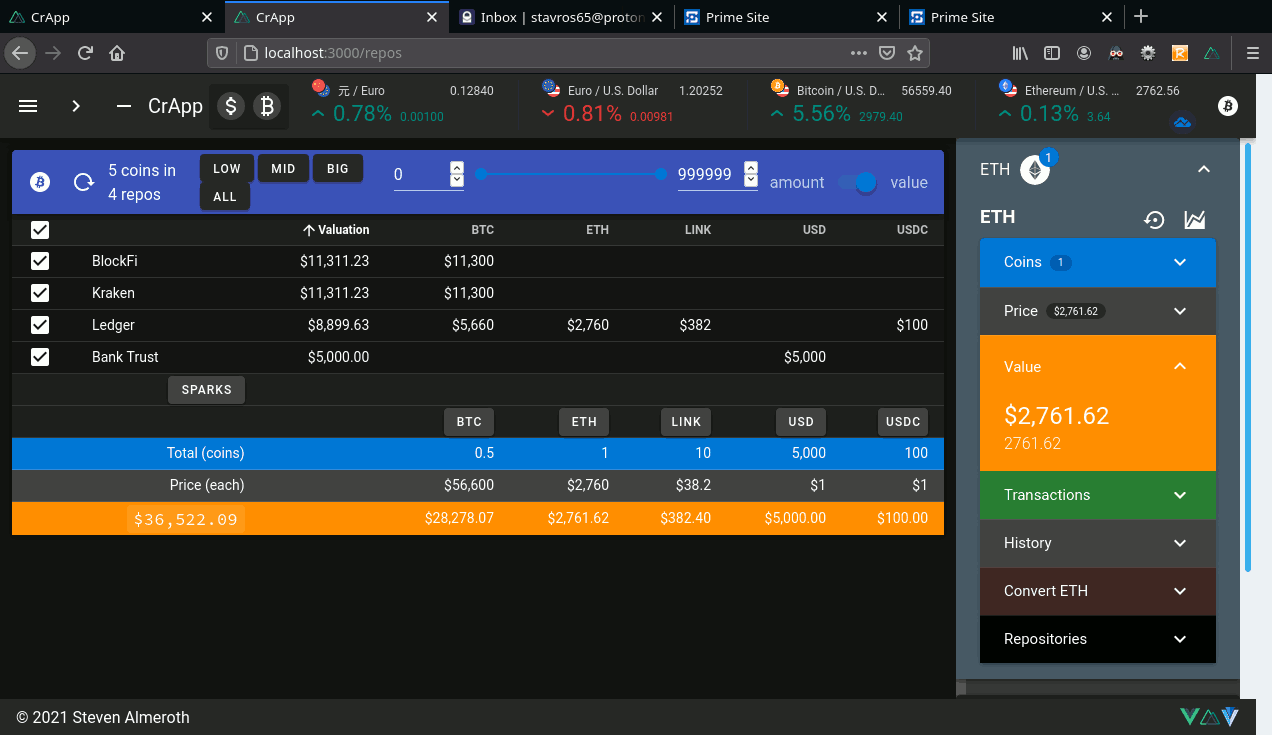 CrApp
CrApp
Inbox | stavros65@proton
Prime Site
Prime Site
localhost:3000/repos
CrApp
元 / Euro 0.12840
0.78% 0.00100
Euro / U.S. Dollar 1.20252
0.81% 0.00981
Bitcoin / U.S. D... 56559.40
5.56% 2979.40
Ethereum / U.S. ... 2762.56
0.13% 3.64
5 coins in
4 repos
LOW MID BIG
ALL
0
999999
amount value
Valuation BTC ETH LINK USD USDC
BlockFi $11,311.23 $11,300
Kraken $11,311.23 $11,300
Ledger $8,899.63 $5,660 $2,760 $382 $100
Bank Trust $5,000.00 $5,000
SPARKS
BTC ETH LINK USD USDC
Total (coins) 0.5 1 10 5,000 100
Price (each) $56,600 $2,760 $38.2 $1 $1
$36,522.09 $28,278.07 $2,761.62 $382.40 $5,000.00 $100.00
ETH 1
ETH
Coins 1
Price $2,761.62
Value
$2,761.62
2761.62
Transactions
History
Convert ETH
Repositories
© 2021 Steven Almeroth